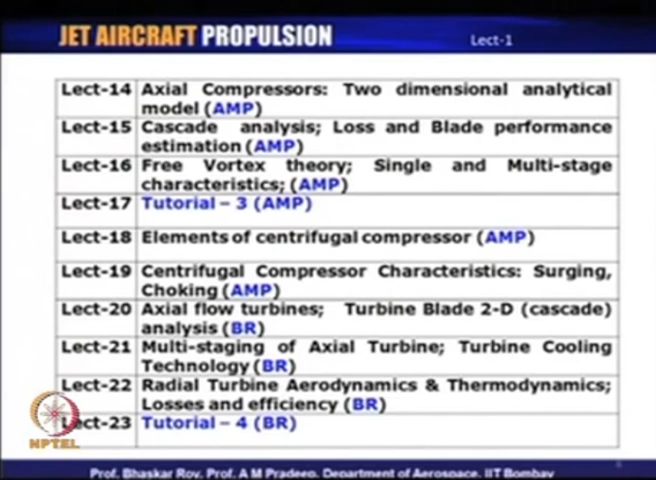 JET AIRCRAFT PROPULSION
Lect-1
Lect-14 Axial Compressors: Two dimensional analytical
model (AMP)
Lect-15 Cascade analysis; Loss and Blade performance
estimation (AMP)
Lect-16 Free Vortex theory; Single and Multi-stage
characteristics; (AMP)
Lect-17 Tutorial – 3 (AMP)
Lect-18 Elements of centrifugal compressor (AMP)
Lect-19 Centrifugal Compressor Characteristics: Surging,
Choking (AMP)
Lect-20 Axial flow turbines; Turbine Blade 2-D (cascade)
analysis (BR)
Lect-21 Multi-staging of Axial Turbine; Turbine Cooling
Technology (BR)
Lect-22 Radial Turbine Aerodynamics & Thermodynamics;
Losses and efficiency (BR)
Lect-23 Tutorial – 4 (BR)
NPTEL
Prof. Bhaskar Roy, Prof. A M Pradeep, Department of Aerospace, IIT Bombay